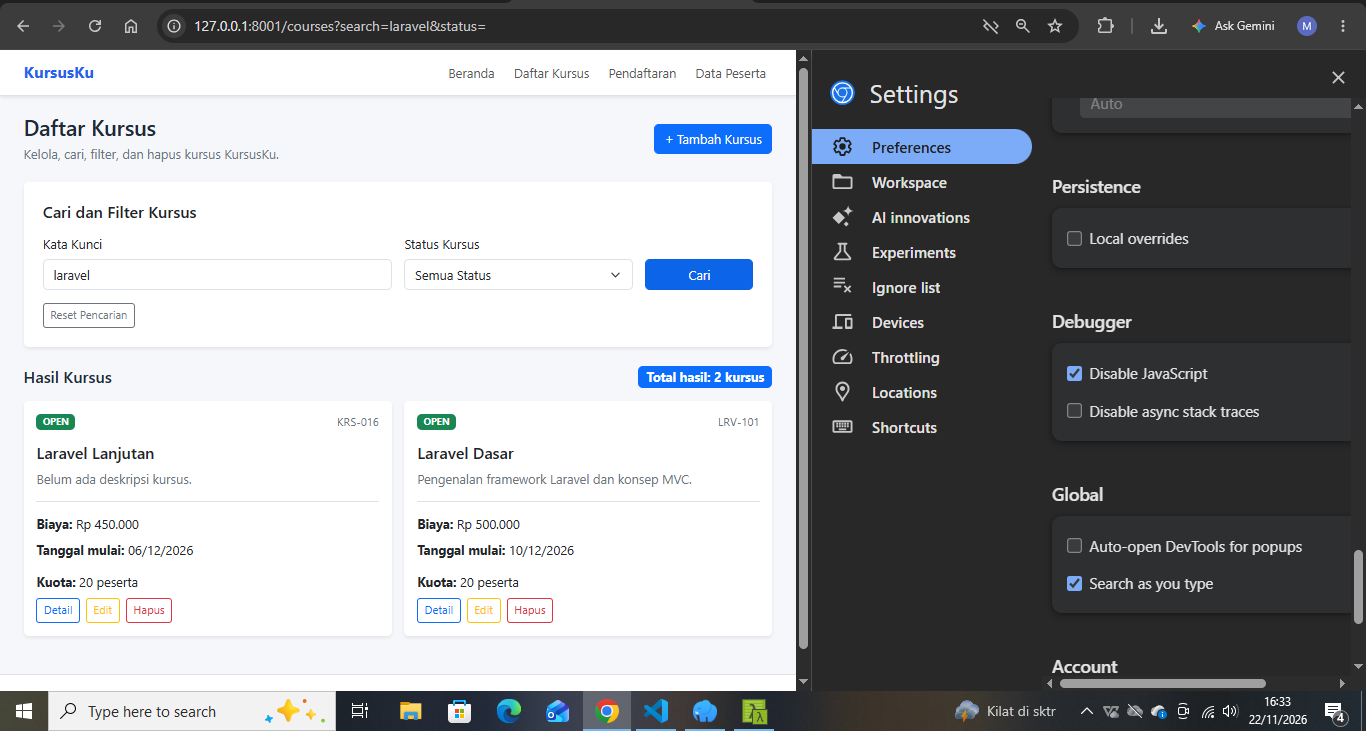 127.0.0.1:8001/courses?search=laravel&status=
Ask Gemini
M
KursusKu
Beranda
Daftar Kursus
Pendaftaran
Data Peserta
Daftar Kursus
Kelola, cari, filter, dan hapus kursus KursusKu.
+ Tambah Kursus
Cari dan Filter Kursus
Kata Kunci
Status Kursus
laravel
Semua Status
Cari
Reset Pencarian
Hasil Kursus
Total hasil: 2 kursus
OPEN
KRS-016
Laravel Lanjutan
Belum ada deskripsi kursus.
Biaya: Rp 450.000
Tanggal mulai: 06/12/2026
Kuota: 20 peserta
Detail
Edit
Hapus
OPEN
LRV-101
Laravel Dasar
Pengenalan framework Laravel dan konsep MVC.
Biaya: Rp 500.000
Tanggal mulai: 10/12/2026
Kuota: 20 peserta
Detail
Edit
Hapus
Settings
Preferences
Workspace
AI innovations
Experiments
Ignore list
Devices
Throttling
Locations
Shortcuts
Auto
Persistence
Local overrides
Debugger
Disable JavaScript
Disable async stack traces
Global
Auto-open DevTools for popups
Search as you type
Account
Type here to search
Kat di sktr
16:33
22/11/2026
4